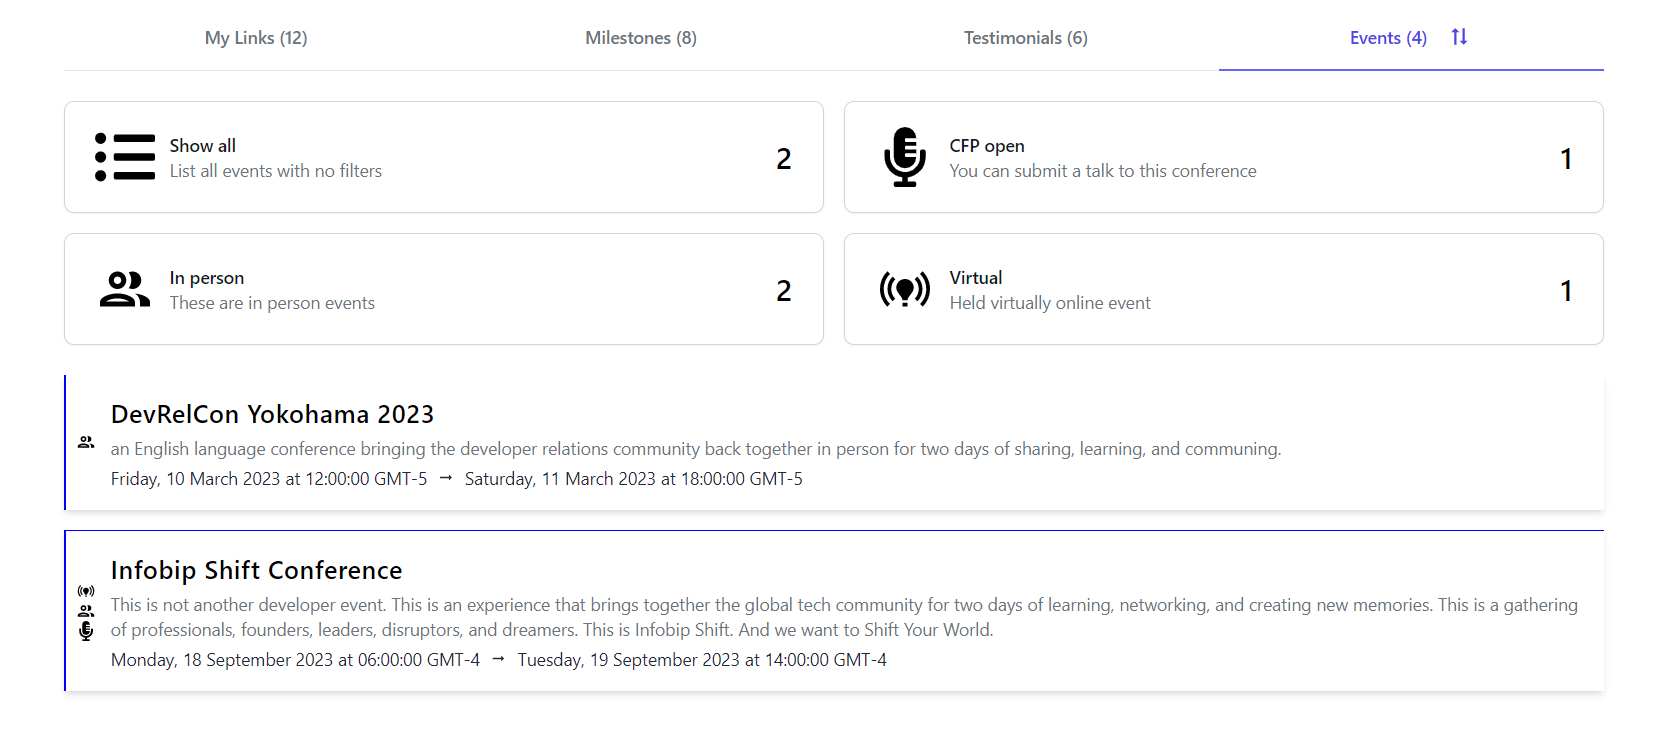 My Links (12)
Milestones (8)
Testimonials (6)
Events (4)
Show all
List all events with no filters
2
CFP open
You can submit a talk to this conference
1
In person
These are in person events
2
Virtual
Held virtually online event
1
DevRelCon Yokohama 2023
an English language conference bringing the developer relations community back together in person for two days of sharing, learning, and communing.
Friday, 10 March 2023 at 12:00:00 GMT-5 → Saturday, 11 March 2023 at 18:00:00 GMT-5
Infobip Shift Conference
This is not another developer event. This is an experience that brings together the global tech community for two days of learning, networking, and creating new memories. This is a gathering
of professionals, founders, leaders, disruptors, and dreamers. This is Infobip Shift. And we want to Shift Your World.
Monday, 18 September 2023 at 06:00:00 GMT-4 → Tuesday, 19 September 2023 at 14:00:00 GMT-4